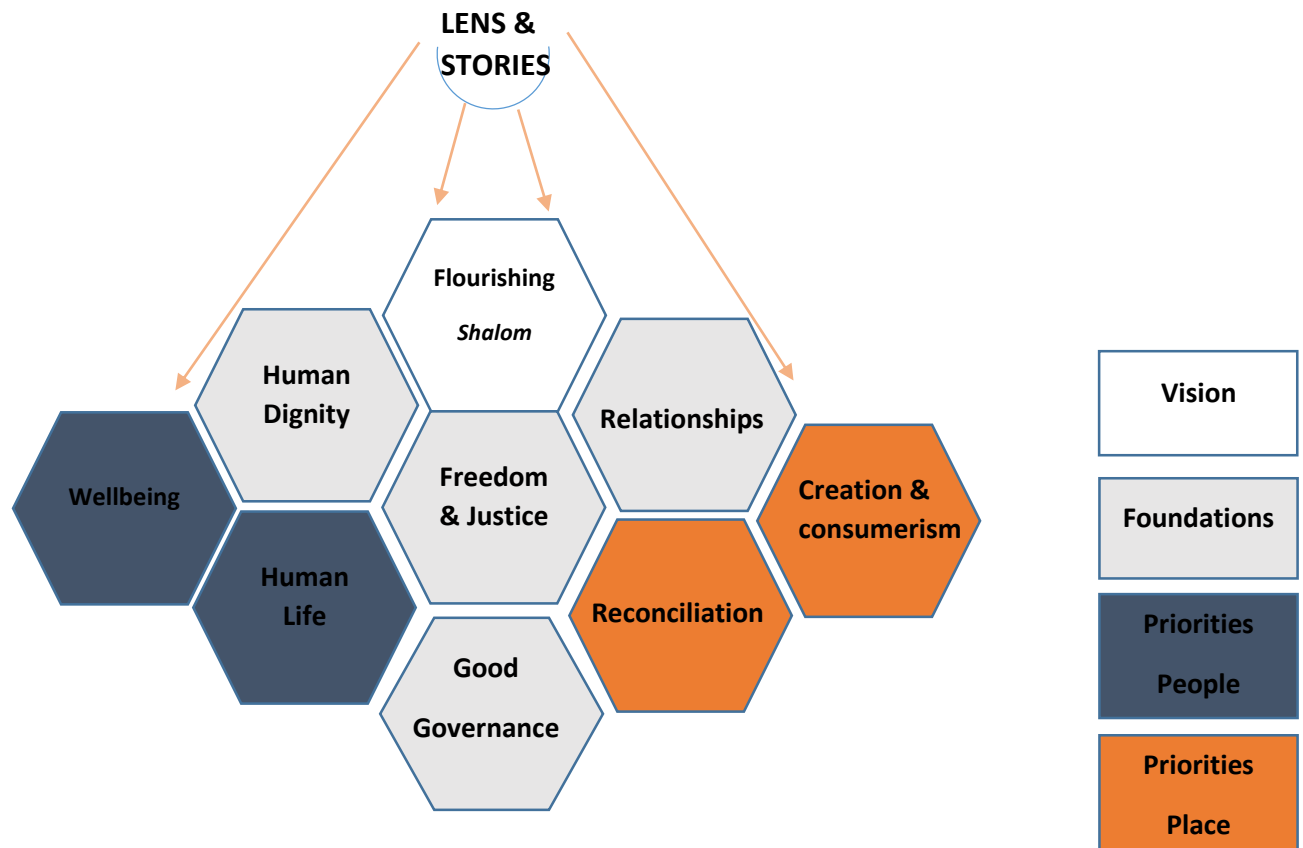 LENS &
STORIES
Flourishing
Shalom
Human
Dignity
Relationships
Wellbeing
Freedom
& Justice
Creation &
consumerism
Human
Life
Reconciliation
Good
Governance
Vision
Foundations
Priorities
People
Priorities
Place